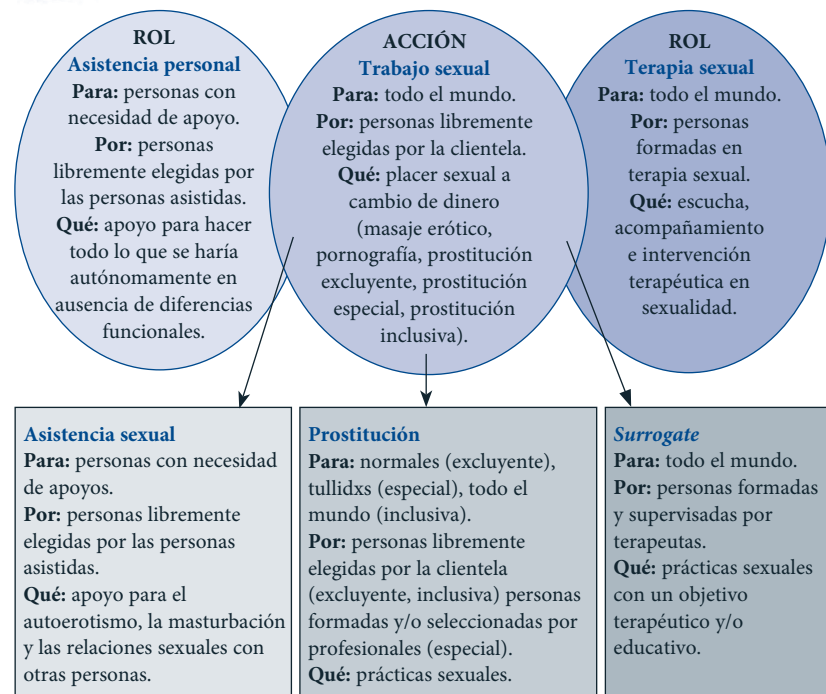 ROL
Asistencia personal
Para: personas con
necesidad de apoyo.
Por: personas
libremente elegidas por
las personas asistidas.
Qué: apoyo para hacer
todo lo que se haría
autónomamente en
ausencia de diferencias
funcionales.
ACCIÓN
Trabajo sexual
Para: todo el mundo.
Por: personas libremente
elegidas por la clientela.
Qué: placer sexual a
cambio de dinero
(masaje erótico,
pornografía, prostitución
excluyente, prostitución
especial, prostitución
inclusiva).
ROL
Terapia sexual
Para: todo el mundo.
Por: personas
formadas en
terapia sexual.
Qué: escucha,
acompañamiento
e intervención
terapéutica en
sexualidad.
Asistencia sexual
Para: personas con necesidad
de apoyos.
Por: personas libremente
elegidas por las personas
asistidas.
Qué: apoyo para el
autoerotismo, la masturbación
y las relaciones sexuales con
otras personas.
Prostitución
Para: normales (excluyente),
tullidxs (especial), todo el
mundo (inclusiva).
Por: personas libremente
elegidas por la clientela
(excluyente, inclusiva) personas
formadas y/o seleccionadas por
profesionales (especial).
Qué: prácticas sexuales.
Surrogate
Para: todo el mundo.
Por: personas formadas
y supervisadas por
terapeutas.
Qué: prácticas sexuales
con un objetivo
terapéutico y/o
educativo.